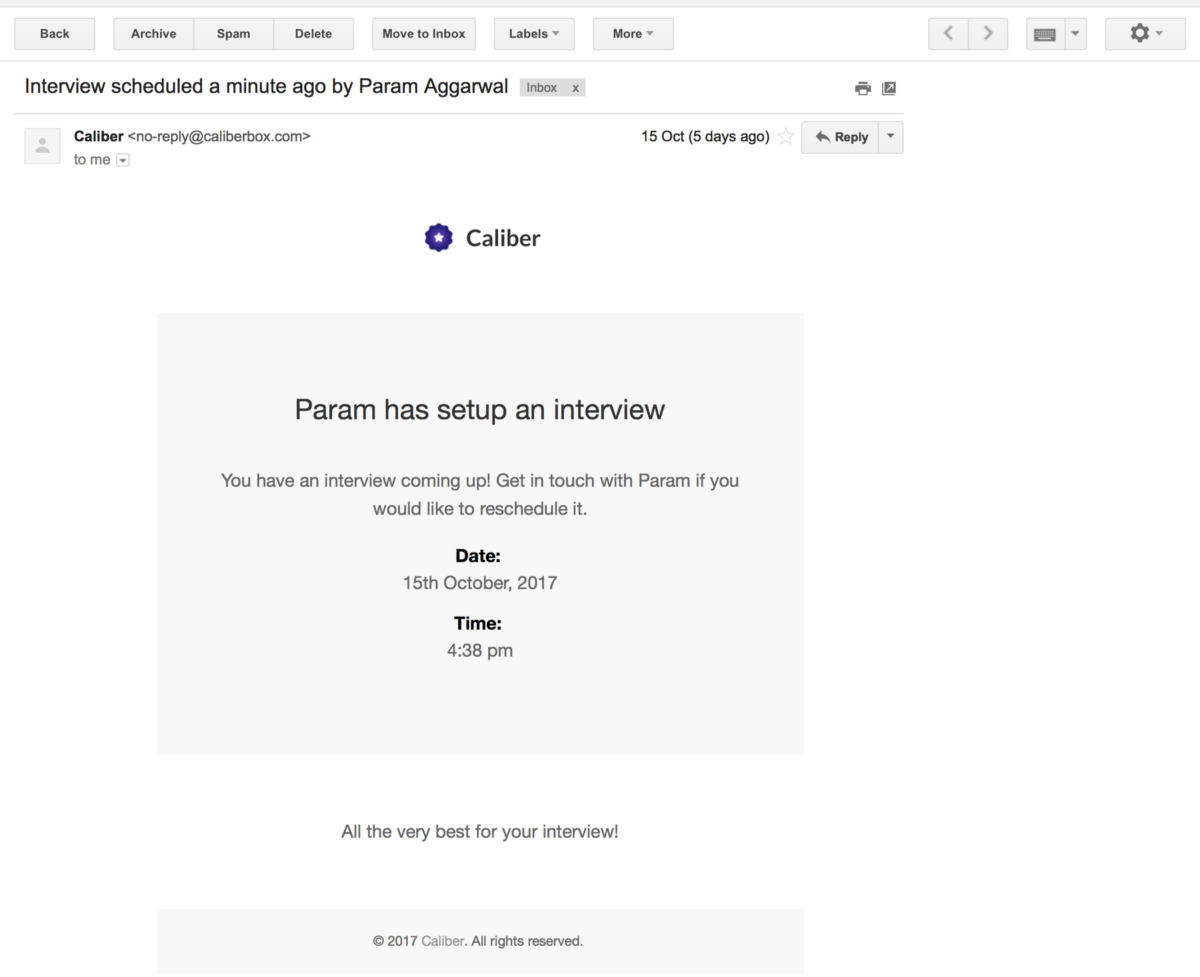 Back Archive Spam Delete Move to Inbox Labels More
Interview scheduled a minute ago by Param Aggarwal Inbox x
Caliber <no-reply@caliberbox.com> 15 Oct (5 days ago) Reply
to me
Caliber
Param has setup an interview
You have an interview coming up! Get in touch with Param if you
would like to reschedule it.
Date:
15th October, 2017
Time:
4:38 pm
All the very best for your interview!
© 2017 Caliber. All rights reserved.